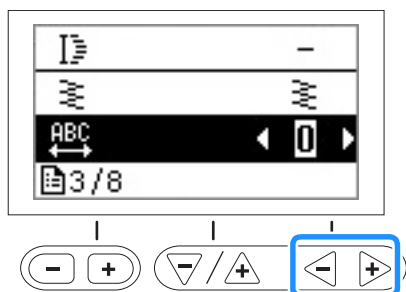 –
ABC 0
3/8
- + -/+ - +